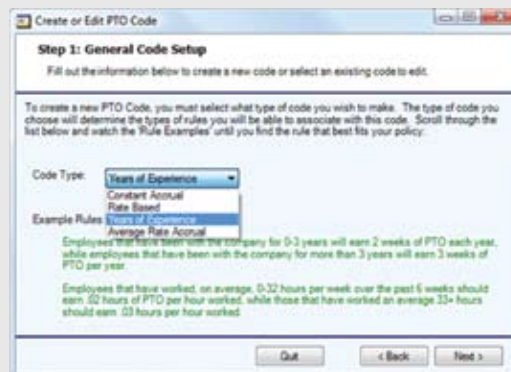 Create or Edit PTO Code
Step 1: General Code Setup
Fill out the information below to create a new code or select an existing code to edit.
To create a new PTO Code, you must select what type of code you wish to make. The type of code you
choose will determine the types of rules you will be able to associate with this code. Scroll through the
list below and watch the 'Rule Examples' until you find the rule that best fits your policy:
Code Type: Years of Experience
Constant Accrual
Rate Based
Example Rules Years of Experience
Average Rate Accrual
Employees that have been with the company for 0-3 years will earn 2 weeks of PTO each year,
while employees that have been with the company for more than 3 years will earn 3 weeks of
PTO per year.
Employees that have worked, on average, 0-32 hours per week over the past 6 weeks should
earn .02 hours of PTO per hour worked, while those that have worked an average 33+ hours
should earn .03 hours per hour worked.
Quit < Back Next >